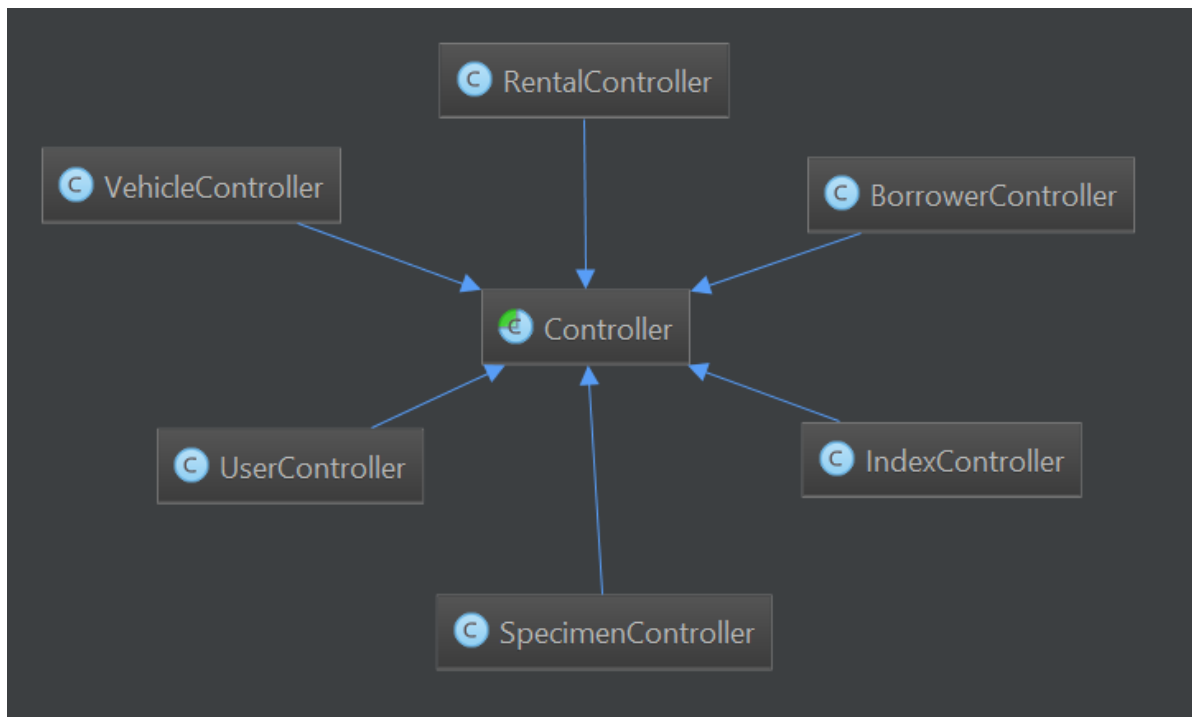 C RentalController
C VehicleController
C BorrowerController
C Controller
C UserController
C IndexController
C SpecimenController